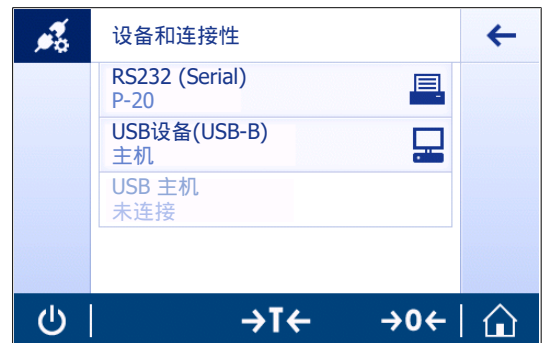 设备和连接性
RS232 (Serial)
P-20
USB设备(USB-B)
主机
USB 主机
未连接
→T← →0←